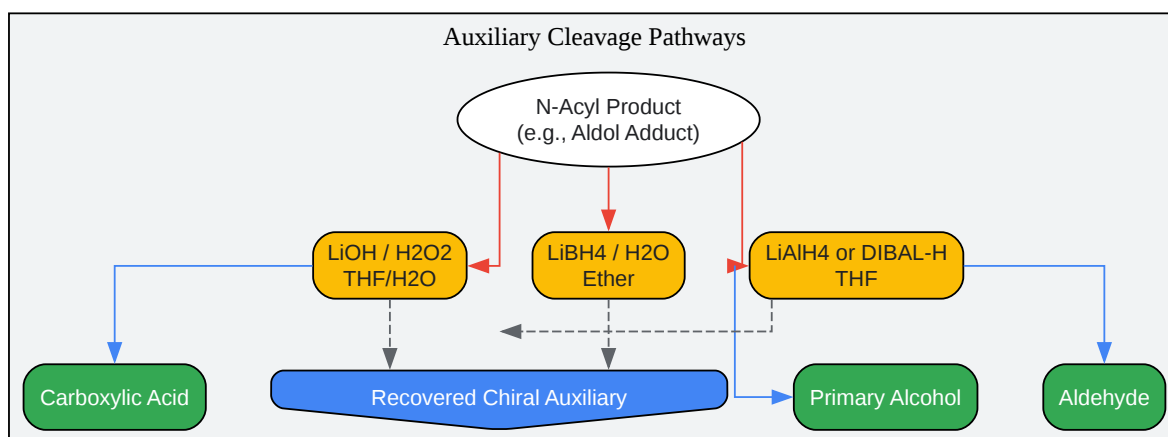 Auxiliary Cleavage Pathways
N-Acyl Product
(e.g., Aldol Adduct)
LiOH / H2O2
THF/H2O
LiBH4 / H2O
Ether
LiAlH4 or DIBAL-H
THF
Carboxylic Acid
Recovered Chiral Auxiliary
Primary Alcohol
Aldehyde